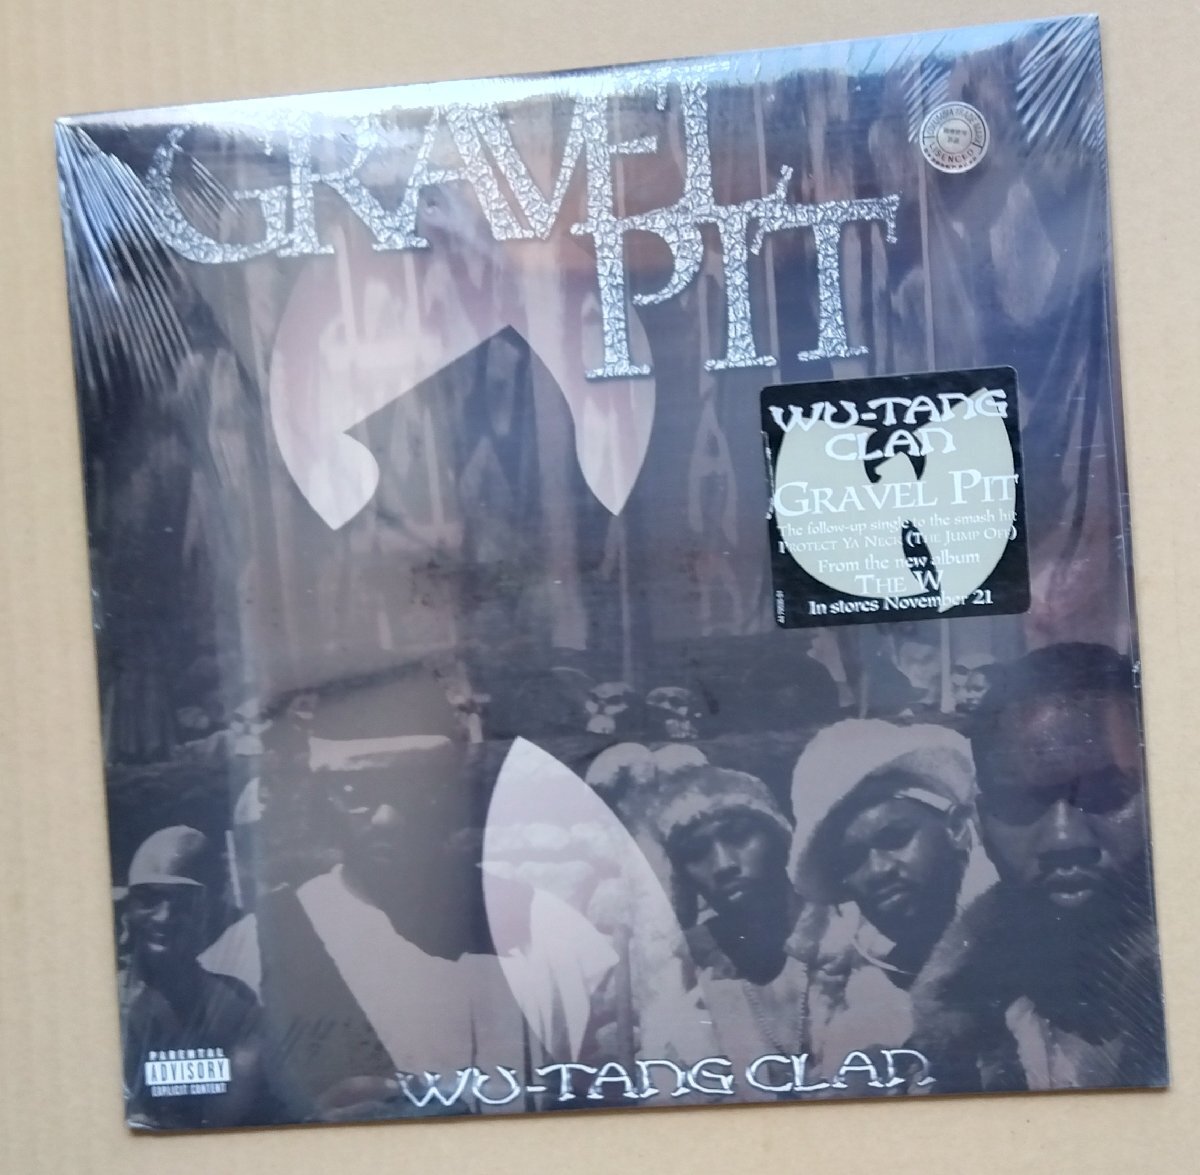 GRAVEL
PIT
LISENCED
WU-TANG
CLAN
GRAVEL PIT
The follow-up single to the smash hit
PROTECT YA NECK (THE JUMP OFF)
From the new album
THE W
In stores November 21
PARENTAL
ADVISORY
EXPLICIT CONTENT
WU-TANG CLAN